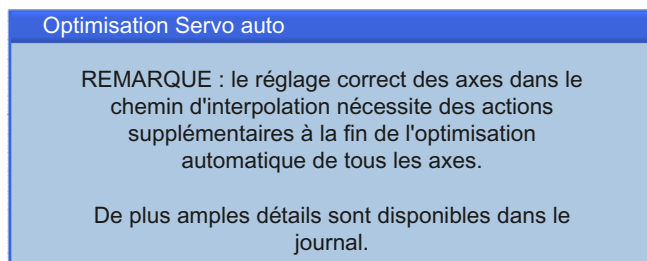 Optimisation Servo auto
REMARQUE : le réglage correct des axes dans le
chemin d'interpolation nécessite des actions
supplémentaires à la fin de l'optimisation
automatique de tous les axes.
De plus amples détails sont disponibles dans le
journal.